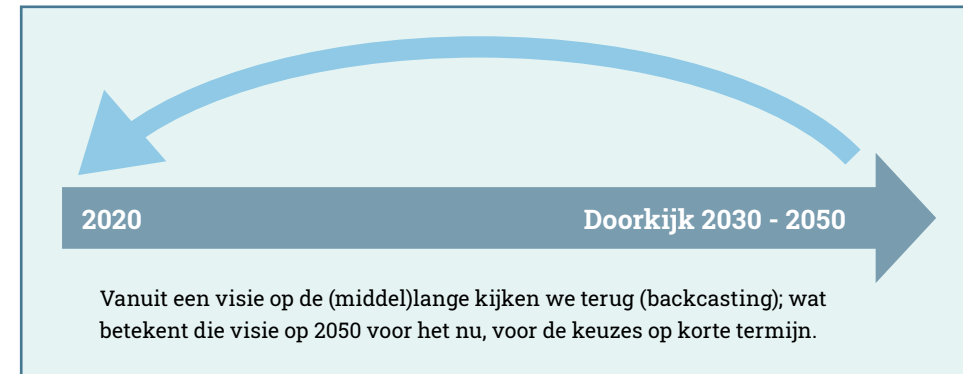 2020
Doorkijk 2030 - 2050
Vanuit een visie op de (middel)lange kijken we terug (backcasting); wat
betekent die visie op 2050 voor het nu, voor de keuzes op korte termijn.